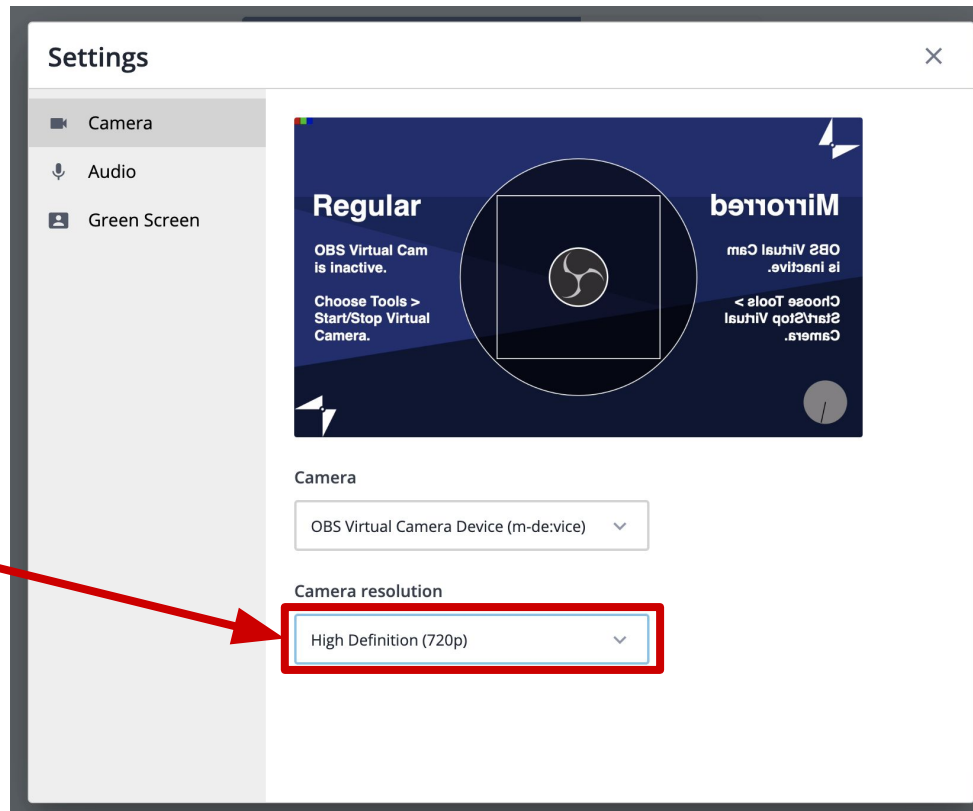 Settings
Camera
Audio
Green Screen
Regular
OBS Virtual Cam
is inactive.
Choose Tools >
Start/Stop Virtual
Camera.
Mirrorred
OBS Virtual Cam
is inactive.
Choose Tools >
Start/Stop Virtual
Camera.
Camera
OBS Virtual Camera Device (m-de:vice)
Camera resolution
High Definition (720p)